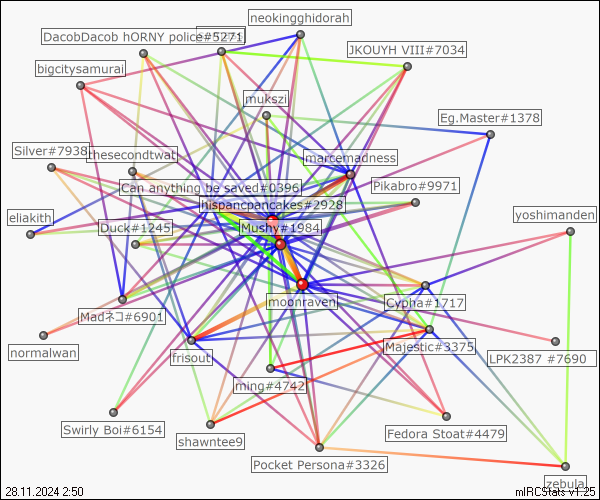 neokingghidorah
DacobDacob hORNY police#5271
JKOUYH VIII#7034
bigcitysamurai
mukszi
Eg.Master#1378
Silver#7938
thesecondtwat
marcemadness
Can anything be saved#0396
Pikabro#9971
hispancpancakes#2928
eliakith
Duck#1245
Mushy#1984
yoshimanden
Madネコ#6901
moonraven
Cypha#1717
normalwan
frisout
Majestic#3375
LPK2387 #7690
ming#4742
Swirly Boi#6154
shawntee9
Fedora Stoat#4479
Pocket Persona#3326
zebula
28.11.2024 2:50
mIRCStats v1.25